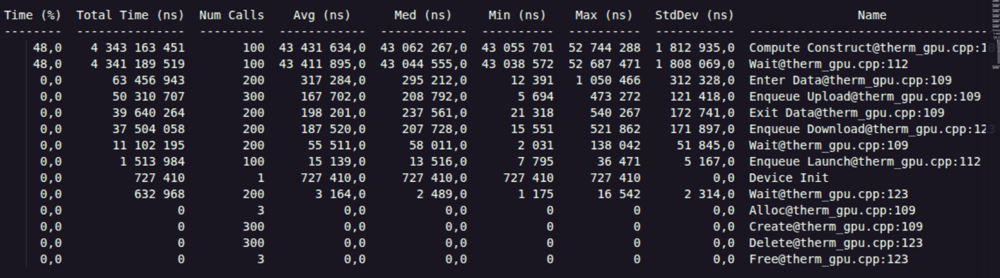 Time (%) Total Time (ns) Num Calls Avg (ns) Med (ns) Min (ns) Max (ns) StdDev (ns) Name
-------- --------------- --------- ------------ ------------ ---------- ---------- ----------- ---------------------------------
48,0 4 343 163 451 100 43 431 634,0 43 062 267,0 43 055 701 52 744 288 1 812 935,0 Compute Construct@therm_gpu.cpp:109
48,0 4 341 189 519 100 43 411 895,0 43 044 555,0 43 038 572 52 687 471 1 808 069,0 Wait@therm_gpu.cpp:112
0,0 63 456 943 200 317 284,0 295 212,0 12 391 1 050 466 312 328,0 Enter Data@therm_gpu.cpp:109
0,0 50 310 707 300 167 702,0 208 792,0 5 694 473 272 121 418,0 Enqueue Upload@therm_gpu.cpp:109
0,0 39 640 264 200 198 201,0 237 561,0 21 318 540 267 172 741,0 Exit Data@therm_gpu.cpp:109
0,0 37 504 058 200 187 520,0 207 728,0 15 551 521 862 171 897,0 Enqueue Download@therm_gpu.cpp:123
0,0 11 102 195 200 55 511,0 58 011,0 2 031 138 042 51 845,0 Wait@therm_gpu.cpp:109
0,0 1 513 984 100 15 139,0 13 516,0 7 795 36 471 5 167,0 Enqueue Launch@therm_gpu.cpp:112
0,0 727 410 1 727 410,0 727 410,0 727 410 727 410 0,0 Device Init
0,0 632 968 200 3 164,0 2 489,0 1 175 16 542 2 314,0 Wait@therm_gpu.cpp:123
0,0 0 3 0,0 0,0 0 0 0,0 Alloc@therm_gpu.cpp:109
0,0 0 300 0,0 0,0 0 0 0,0 Create@therm_gpu.cpp:109
0,0 0 300 0,0 0,0 0 0 0,0 Delete@therm_gpu.cpp:123
0,0 0 3 0,0 0,0 0 0 0,0 Free@therm_gpu.cpp:123